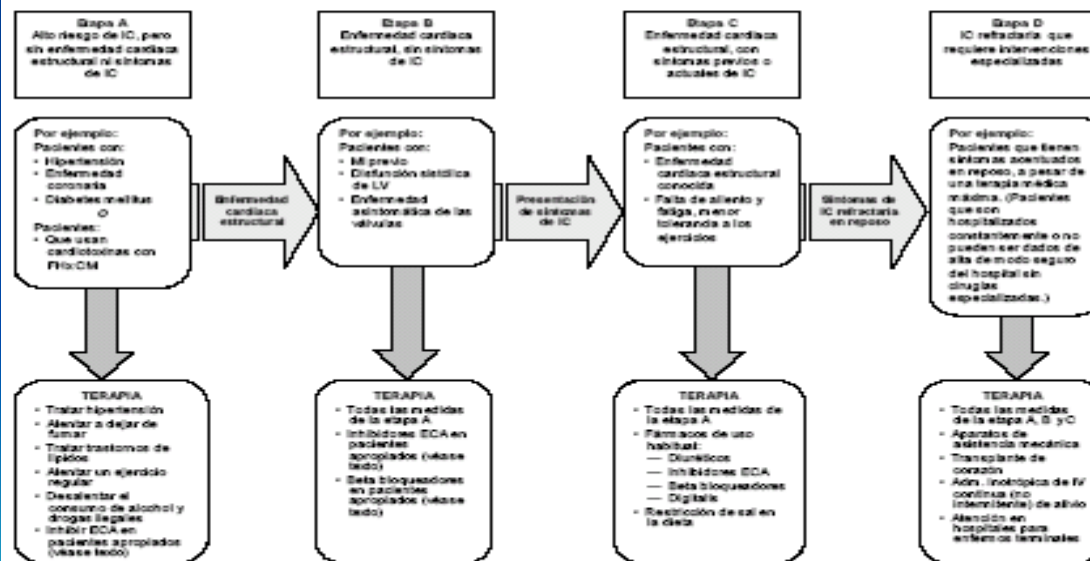 Etapa A
Alto riesgo de IC, pero
sin enfermedad cardiaca
estructural ni síntomas
de IC
Etapa B
Enfermedad cardiaca
estructural, sin síntomas
de IC
Etapa C
Enfermedad cardiaca
estructural, con
síntomas previos o
actuales de IC
Etapa D
IC refractaria que
requiere intervenciones
especializadas
Por ejemplo:
Pacientes con:
• Hipertensión
• Enfermedad
coronaria
• Diabetes mellitus
O
Pacientes:
• Que usan
cardiotoxinas con
FHxCM
Enfermedad
cardiaca
estructural
Por ejemplo:
Pacientes con:
• MI previo
• Disfunción sistólica
de LV
• Enfermedad
asintomática de las
válvulas
Presentación
de síntomas
de IC
Por ejemplo:
Pacientes con:
• Enfermedad
cardiaca estructural
conocida
• Falta de aliento y
fatiga, menor
tolerancia a los
ejercicios
Síntomas de
IC refractaria
en reposo
Por ejemplo:
Pacientes que tienen
síntomas acentuados
en reposo, a pesar de
una terapia médica
máxima. (Pacientes
que son
hospitalizados
constantemente o no
pueden ser dados de
alta de modo seguro
del hospital sin
cirugías
especializadas.)
TERAPIA
• Tratar hipertensión
• Alentar a dejar de
fumar
• Tratar trastornos de
lípidos
• Alentar un ejercicio
regular
• Desalentar el
consumo de alcohol y
drogas ilegales
• Inhibir ECA en
pacientes apropiados
(véase texto)
TERAPIA
• Todas las medidas
de la etapa A
• Inhibidores ECA en
pacientes
apropiados (véase
texto)
• Beta bloqueadores
en pacientes
apropiados (véase
texto)
TERAPIA
• Todas las medidas de
la etapa A
• Fármacos de uso
habitual:
— Diuréticos
— Inhibidores ECA
— Beta bloqueadores
— Digitalis
• Restricción de sal en
la dieta
TERAPIA
• Todas las medidas
de la etapa A, B y C
• Aparatos de
asistencia mecánica
• Transplante de
corazón
• Adm. Inotrópica de IV
continua (no
intermitente) de alivio
• Atención en
hospitales para
enfermos terminales